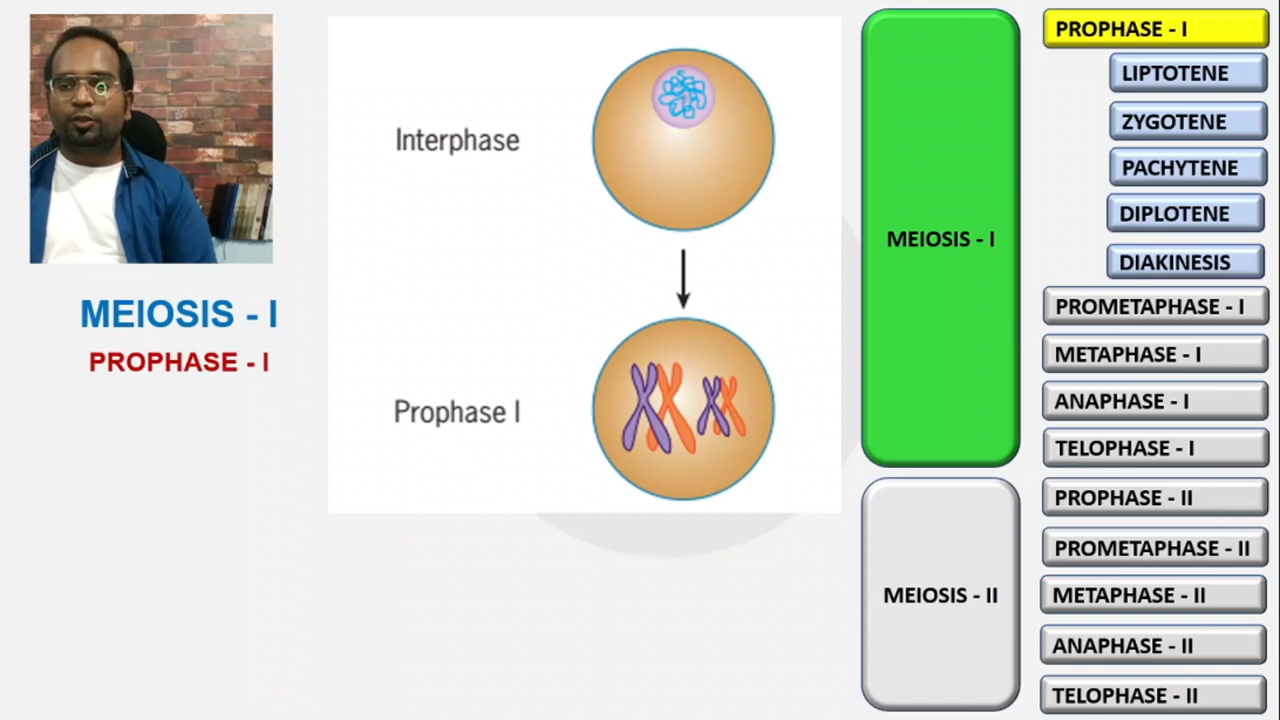 MEIOSIS - I
PROPHASE - I
Interphase
Prophase I
MEIOSIS - I
MEIOSIS - II
PROPHASE - I
LIPTOTENE
ZYGOTENE
PACHYTENE
DIPLOTENE
DIAKINESIS
PROMETAPHASE - I
METAPHASE - I
ANAPHASE - I
TELOPHASE - I
PROPHASE - II
PROMETAPHASE - II
METAPHASE - II
ANAPHASE - II
TELOPHASE - II